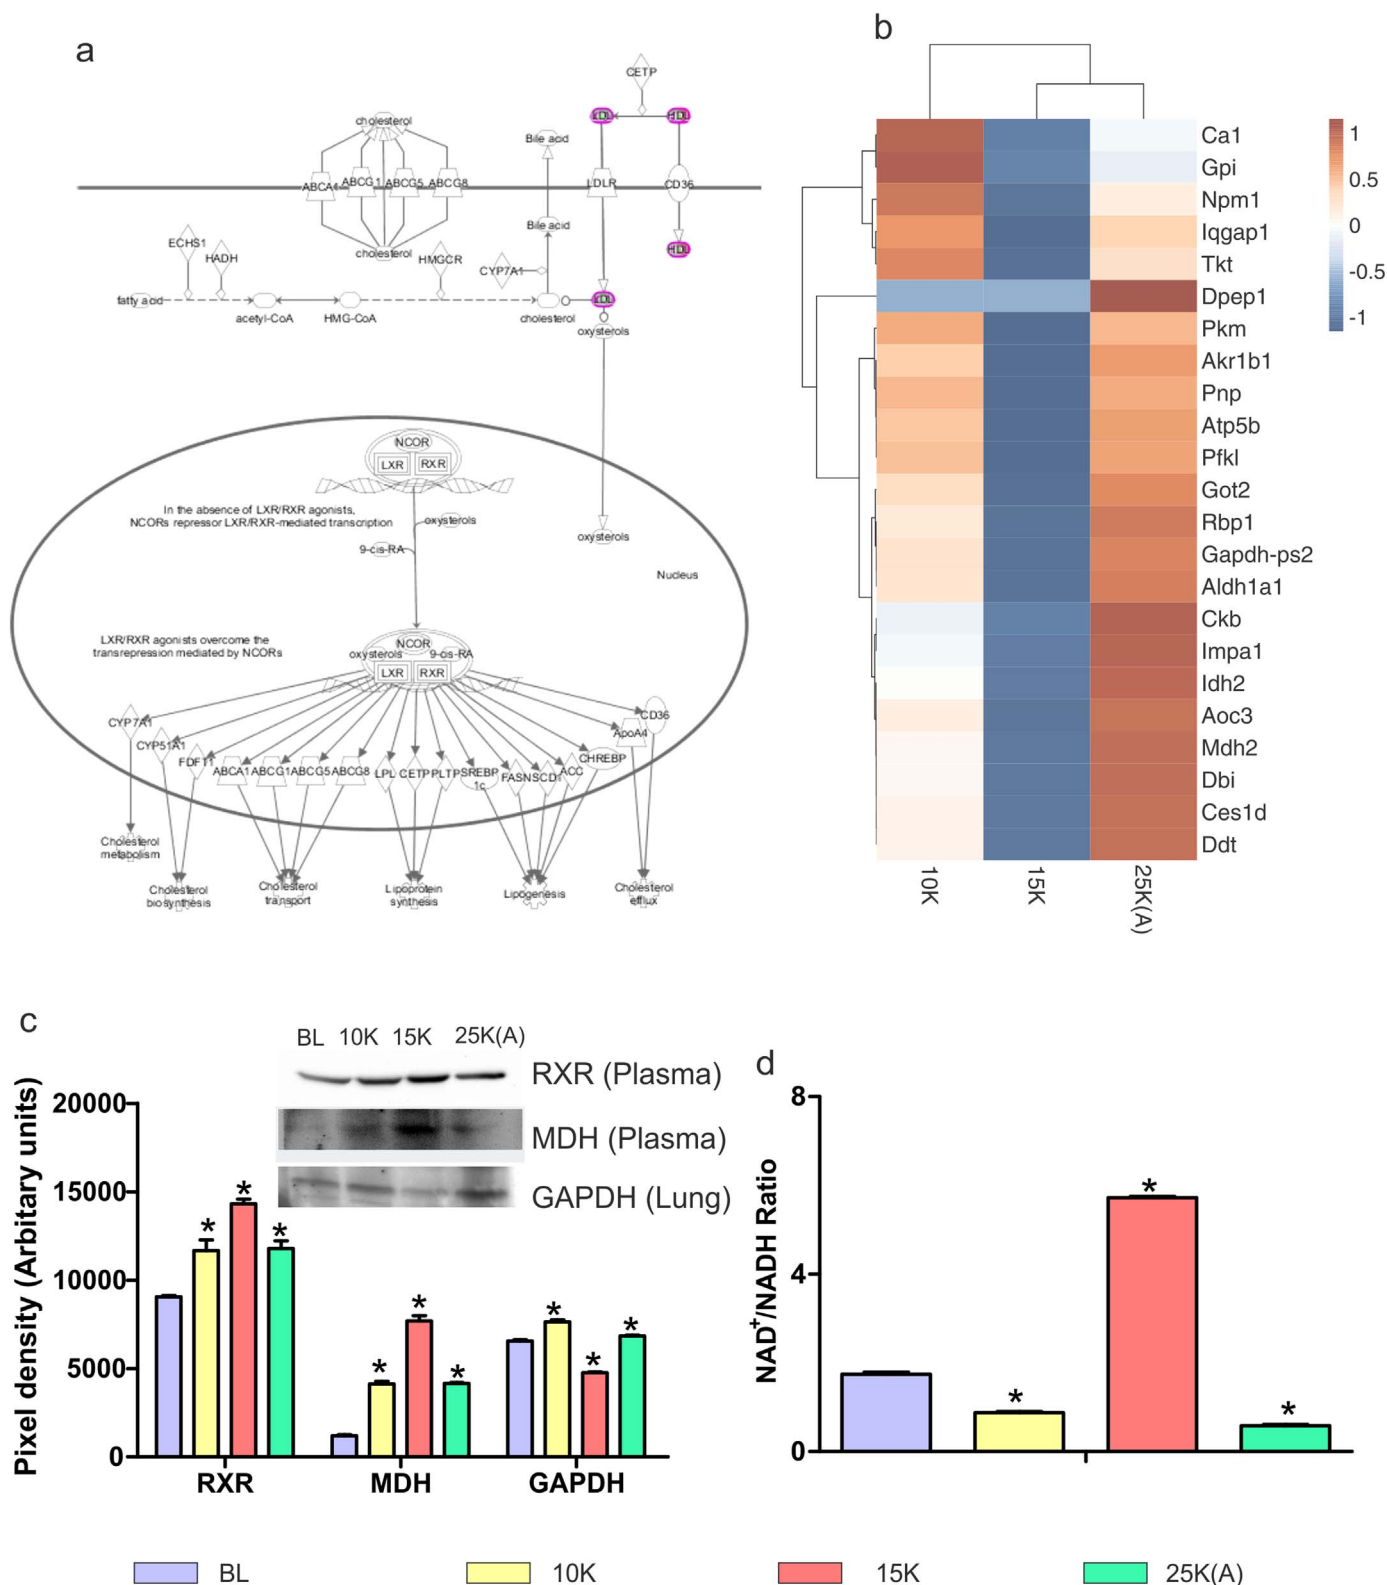 a
CETP
LDL
HDL
cholesterol
Bile acid
ABCA1
ABCG1
ABCG5
ABCG8
LDLR
CD36
Bile acid
ECHS1
HADH
cholesterol
HMGCR
CYP7A1
HDL
fatty acid
acetyl-CoA
HMG-CoA
cholesterol
LDL
oxysterols
NCOR
LXR
RXR
In the absence of LXR/RXR agonists,
NCORs repressor LXR/RXR-mediated transcription
oxysterols
9-cis-RA
oxysterols
Nucleus
LXR/RXR agonists overcome the
transrepression mediated by NCORs
NCOR
oxysterols
9-cis-RA
LXR
RXR
CYP7A1
CYP51A1
FDFT1
ABCA1
ABCG1
ABCG5
ABCG8
LPL
CETP
PLTP
SREBP
1c
FASN
SCD1
ACC
CHREBP
ApoA4
CD36
Cholesterol
metabolism
Cholesterol
biosynthesis
Cholesterol
transport
Lipoprotein
synthesis
Lipogenesis
Cholesterol
efflux
b
Ca1
Gpi
Npm1
Iqgap1
Tkt
Dpep1
Pkm
Akr1b1
Pnp
Atp5b
Pfkl
Got2
Rbp1
Gapdh-ps2
Aldh1a1
Ckb
Impa1
Idh2
Aoc3
Mdh2
Dbi
Ces1d
Ddt
10K
15K
25K(A)
1
0.5
0
-0.5
-1
c
BL 10K 15K 25K(A)
RXR (Plasma)
MDH (Plasma)
GAPDH (Lung)
Pixel density (Arbitary units)
20000
15000
10000
5000
0
* * *
* * *
* * *
RXR MDH GAPDH
d
NAD+/NADH Ratio
8
4
0
* * *
BL 10K 15K 25K(A)